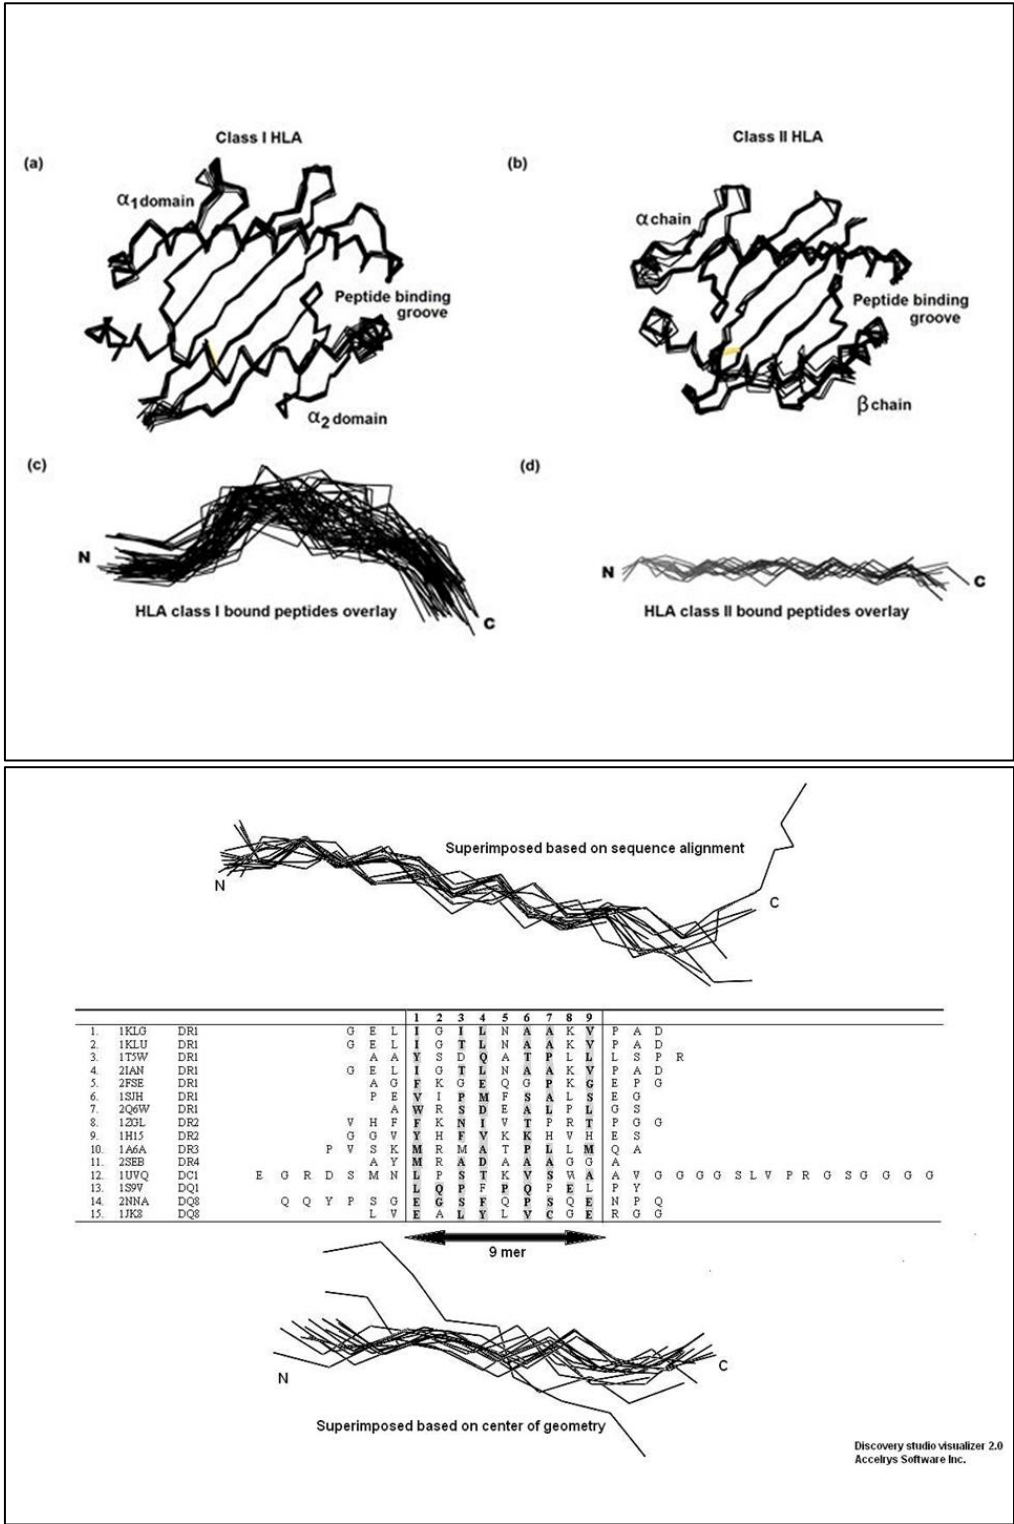 Class I HLA
Class II HLA
(a)
(b)
α1 domain
α chain
Peptide binding
groove
Peptide binding
groove
α2 domain
β chain
(c)
(d)
N
C
HLA class I bound peptides overlay
N
C
HLA class II bound peptides overlay
Superimposed based on sequence alignment
N
C
1 2 3 4 5 6 7 8 9
1. 1KLG DR1 G E L I G I L N A A K V P A D
2. 1KLU DR1 G E L I G T L N A A K V P A D
3. 1T5W DR1 A A Y S D Q A T P L L L S P R
4. 2IAN DR1 G E L I G T L N A A K V P A D
5. 2FSE DR1 A G F K G E Q G P K G E P G
6. 1SJH DR1 P E V I P M F S A L S E G
7. 2Q6W DR1 A W R S D E A L P L G S
8. 1ZGL DR2 V H F F K N I V T P R T P G G
9. 1H15 DR2 G G V Y H F V K K H V H E S
10. 1A6A DR3 P V S K M R M A T P L L M Q A
11. 2SEB DR4 A Y M R A D A A A G G A
12. 1UVQ DC1 E G R D S M N L P S T K V S W A A V G G G G S L V P R G S G G G G
13. 1S9V DQ1 L Q P F P Q P E L P Y
14. 2NNA DQ8 Q Q Y P S G E G S F Q P S Q E N P Q
15. 1JK8 DQ8 L V E A L Y L V C G E R G G
9 mer
N
C
Superimposed based on center of geometry
Discovery studio visualizer 2.0
Accelrys Software Inc.